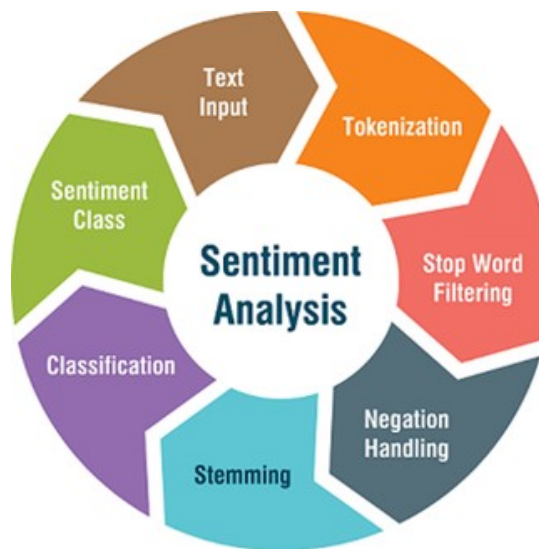 Text
Input
Tokenization
Stop Word
Filtering
Negation
Handling
Stemming
Classification
Sentiment
Class
Sentiment
Analysis